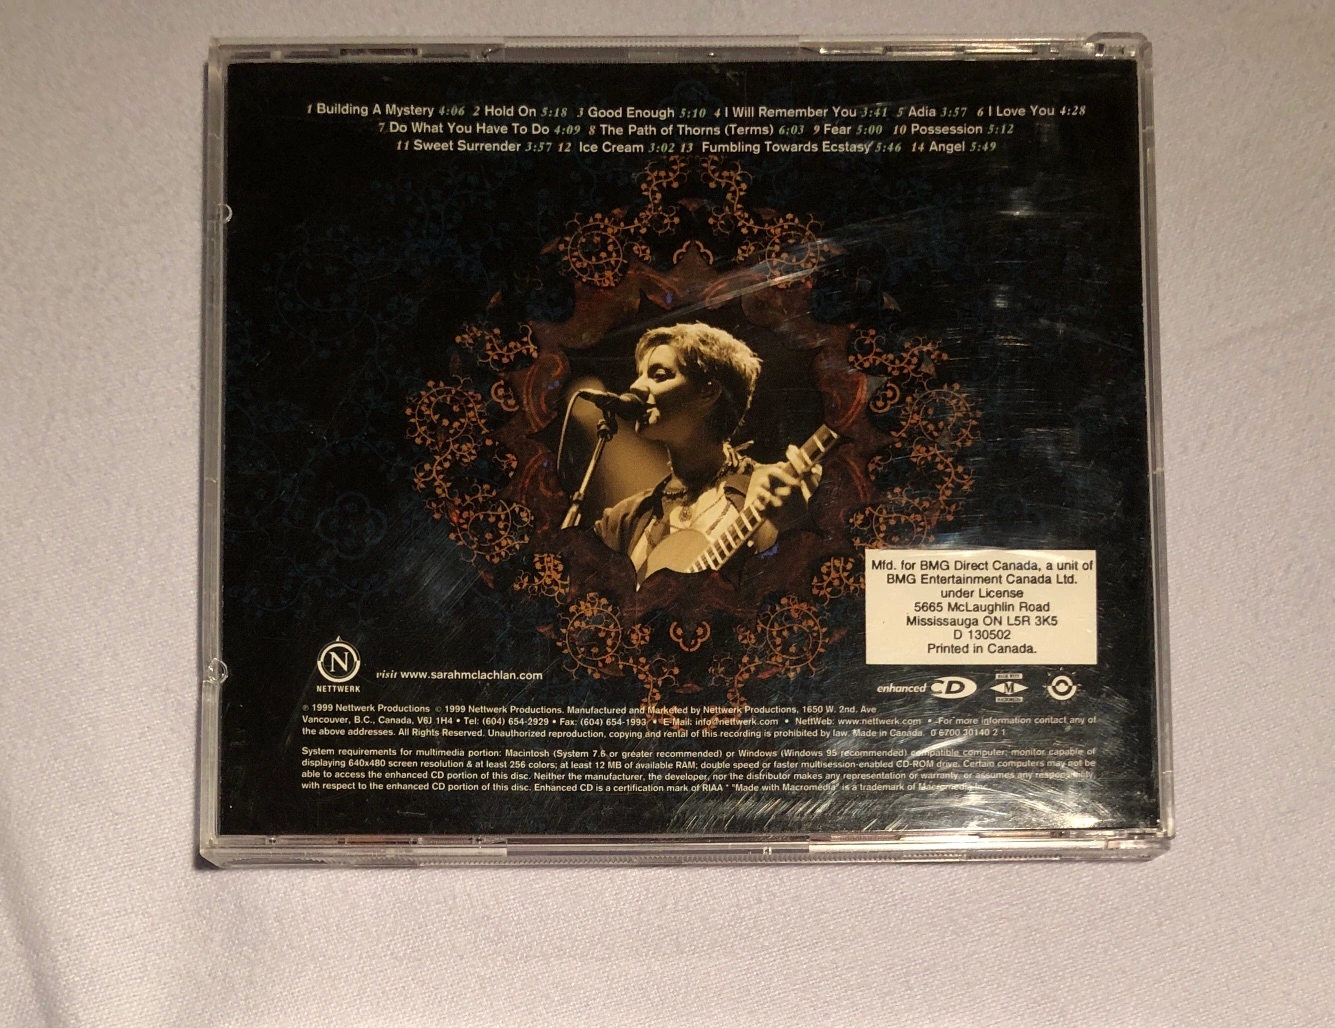 1 Building A Mystery 4:06 2 Hold On 5:18 3 Good Enough 5:10 4 I Will Remember You 3:41 5 Adia 3:57 6 I Love You 4:28
7 Do What You Have To Do 4:09 8 The Path of Thorns (Terms) 6:03 9 Fear 5:00 10 Possession 5:12
11 Sweet Surrender 3:57 12 Ice Cream 3:02 13 Fumbling Towards Ecstasy 5:46 14 Angel 5:49
Mfd. for BMG Direct Canada, a unit of
BMG Entertainment Canada Ltd.
under License
5665 McLaughlin Road
Mississauga ON L5R 3K5
D 130502
Printed in Canada.
N
NETTWERK
visit www.sarahmclachlan.com
enhanced CD
M
℗ 1999 Nettwerk Productions © 1999 Nettwerk Productions. Manufactured and Marketed by Nettwerk Productions, 1650 W. 2nd. Ave
Vancouver, B.C., Canada, V6J 1H4 • Tel: (604) 654-2929 • Fax: (604) 654-1993 • E-Mail: info@nettwerk.com • NettWeb: www.nettwerk.com • For more information contact any of
the above addresses. All Rights Reserved. Unauthorized reproduction, copying and rental of this recording is prohibited by law. Made in Canada. 0 6700 30140 2 1
System requirements for multimedia portion: Macintosh (System 7.6 or greater recommended) or Windows (Windows 95 recommended) compatible computer; monitor capable of
displaying 640x480 screen resolution & at least 256 colors; at least 12 MB of available RAM; double speed or faster multisession-enabled CD-ROM drive. Certain computers may not be
able to access the enhanced CD portion of this disc. Neither the manufacturer, the developer, nor the distributor makes any representation or warranty, or assumes any responsibility,
with respect to the enhanced CD portion of this disc. Enhanced CD is a certification mark of RIAA * "Made with Macromedia" is a trademark of Macromedia